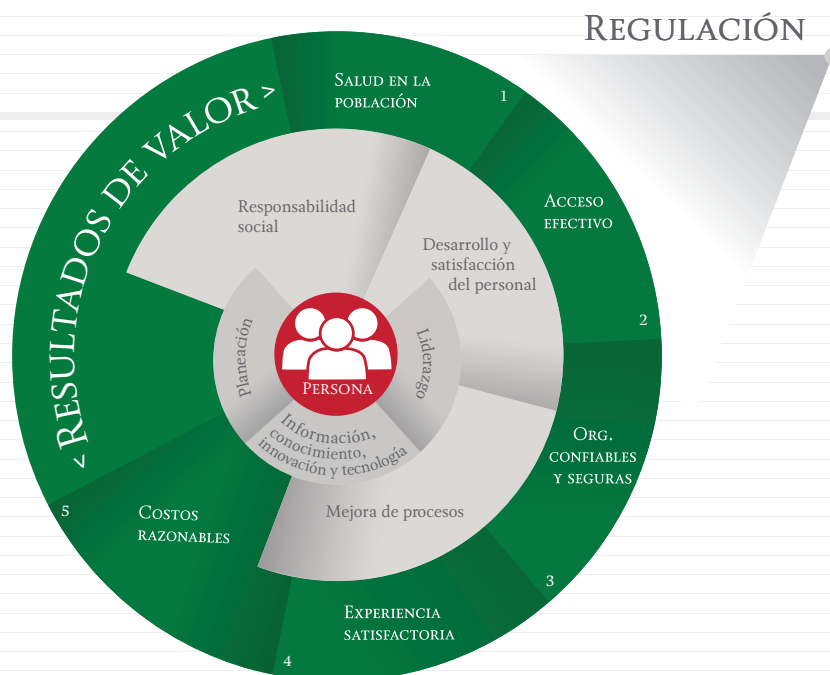 REGULACIÓN
< RESULTADOS DE VALOR >
SALUD EN LA
POBLACIÓN
1
ACCESO
EFECTIVO
2
ORG.
CONFIABLES
Y SEGURAS
3
EXPERIENCIA
SATISFACTORIA
4
COSTOS
RAZONABLES
5
Responsabilidad
social
Desarrollo y
satisfacción
del personal
Mejora de procesos
Planeación
Liderazgo
Información,
conocimiento,
innovación y tecnología
PERSONA